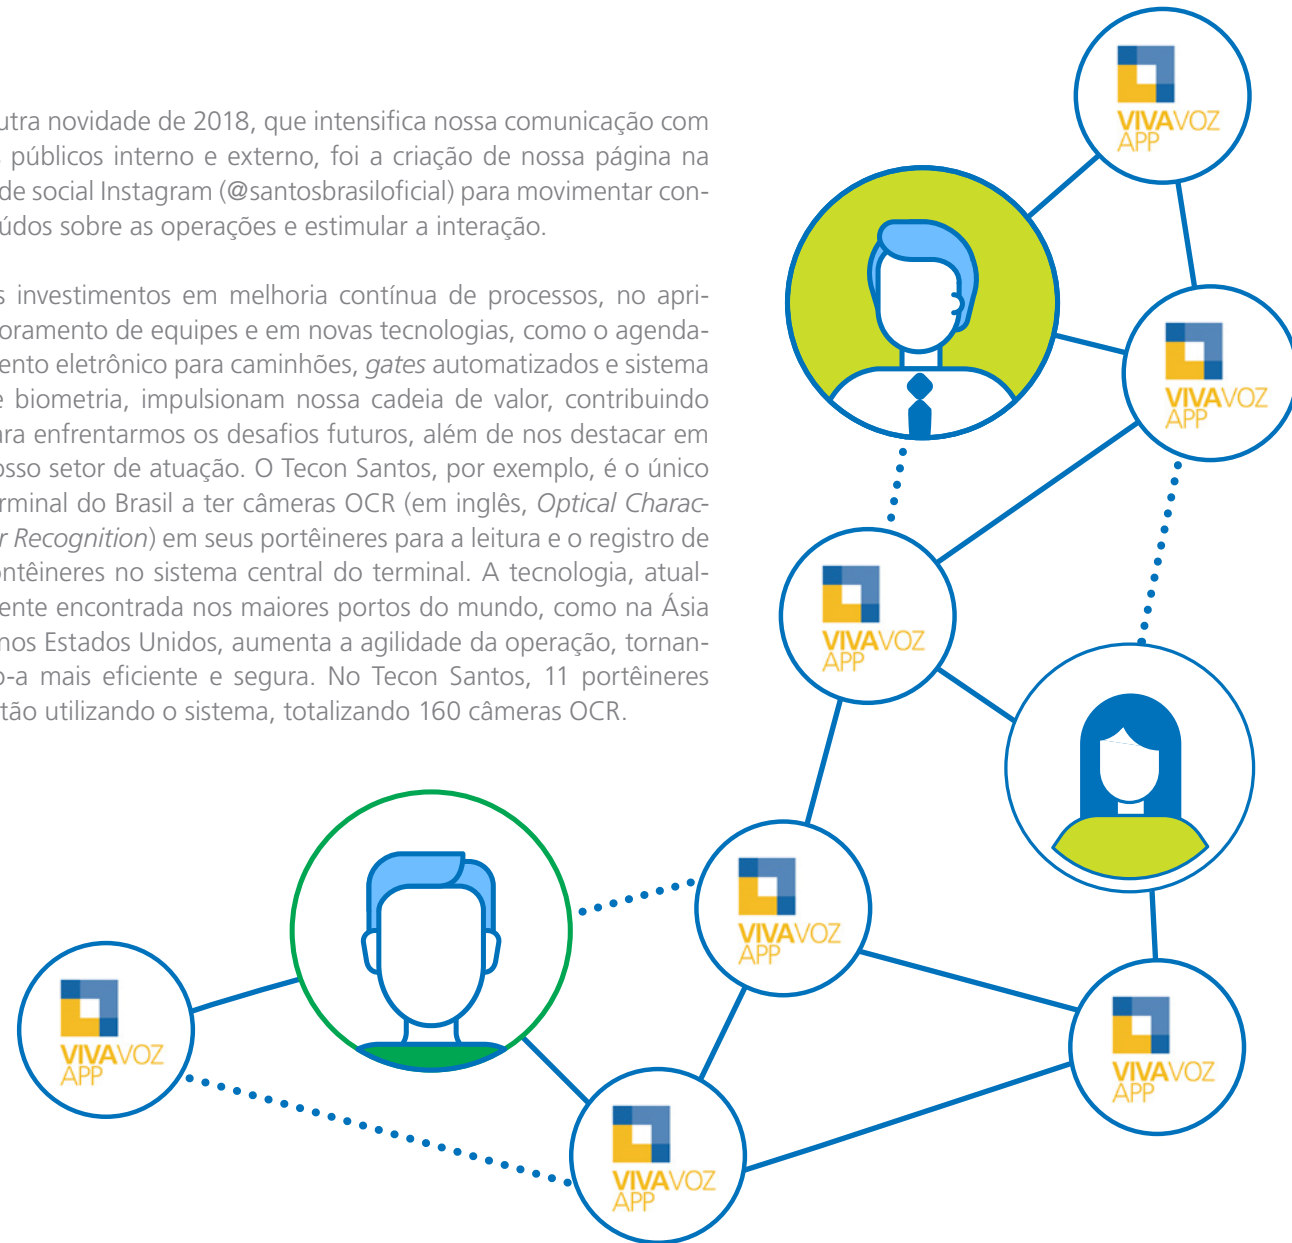 utra novidade de 2018, que intensifica nossa comunicação com
s públicos interno e externo, foi a criação de nossa página na
de social Instagram (@santosbrasiloficial) para movimentar con-
údos sobre as operações e estimular a interação.
s investimentos em melhoria contínua de processos, no apri-
oramento de equipes e em novas tecnologias, como o agenda-
ento eletrônico para caminhões, gates automatizados e sistema
e biometria, impulsionam nossa cadeia de valor, contribuindo
ara enfrentarmos os desafios futuros, além de nos destacar em
osso setor de atuação. O Tecon Santos, por exemplo, é o único
rminal do Brasil a ter câmeras OCR (em inglês, Optical Charac-
r Recognition) em seus portêineres para a leitura e o registro de
ontêineres no sistema central do terminal. A tecnologia, atual-
ente encontrada nos maiores portos do mundo, como na Ásia
nos Estados Unidos, aumenta a agilidade da operação, tornan-
o-a mais eficiente e segura. No Tecon Santos, 11 portêineres
tão utilizando o sistema, totalizando 160 câmeras OCR.
VIVAVOZ
APP
VIVAVOZ
APP
VIVAVOZ
APP
VIVAVOZ
APP
VIVAVOZ
APP
VIVAVOZ
APP
VIVAVOZ
APP